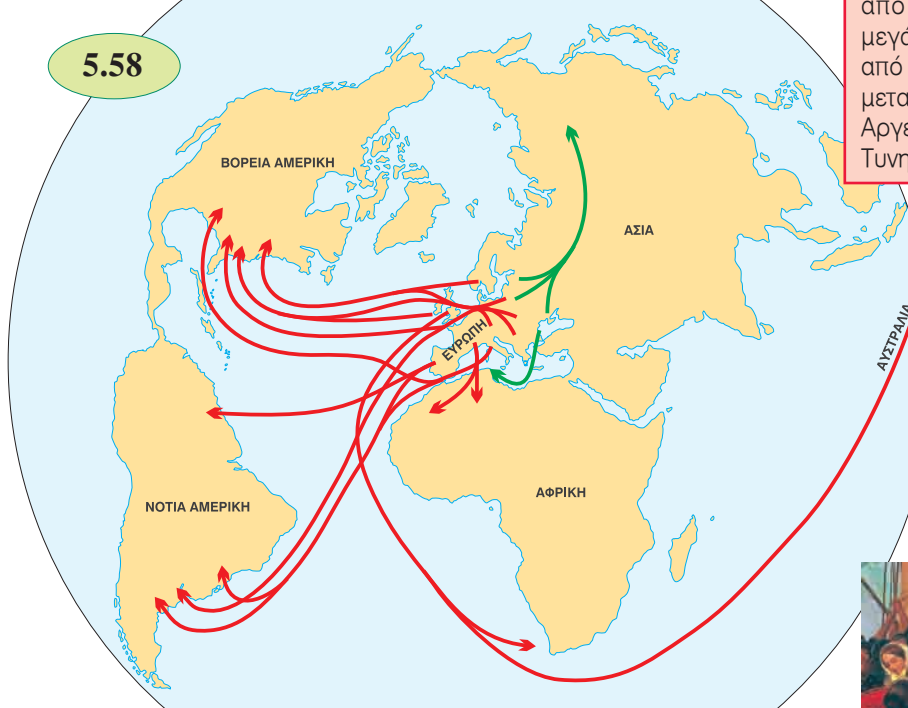 5.58
από
μεγά
από
μετα
Αργε
Τυνη
ΒΟΡΕΙΑ ΑΜΕΡΙΚΗ
ΑΣΙΑ
ΕΥΡΩΠΗ
ΑΥΣΤΡΑΛΙΑ
ΝΟΤΙΑ ΑΜΕΡΙΚΗ
ΑΦΡΙΚΗ